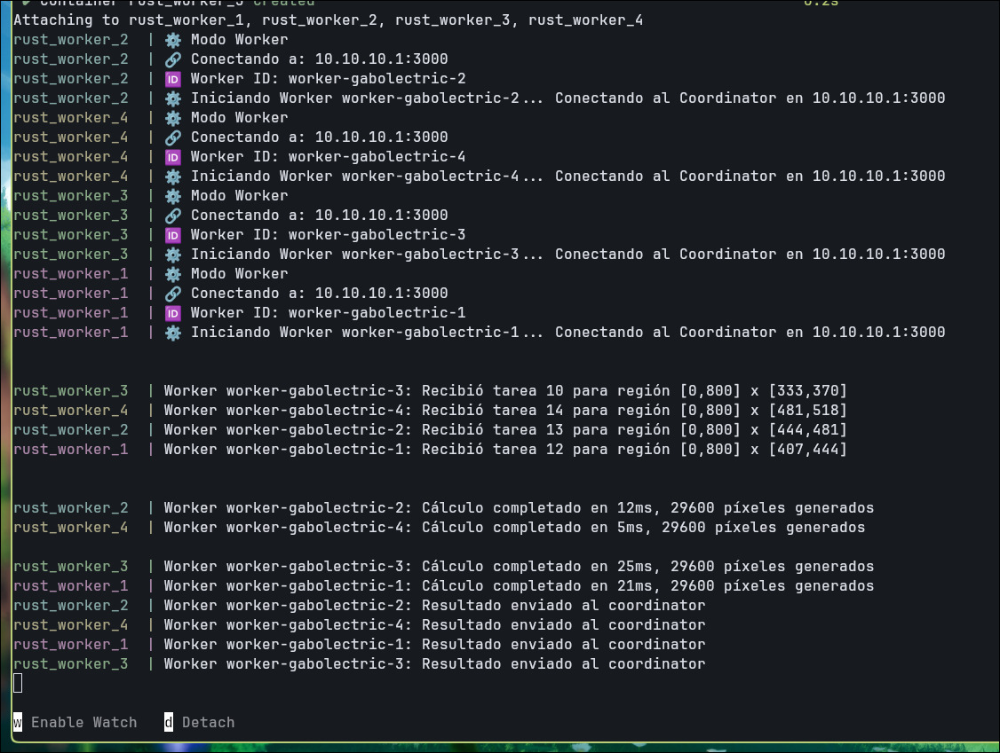 ✔ Container rust_worker_3 Created 0.2s
Attaching to rust_worker_1, rust_worker_2, rust_worker_3, rust_worker_4
rust_worker_2 | ⚙️ Modo Worker
rust_worker_2 | 🔗 Conectando a: 10.10.10.1:3000
rust_worker_2 | 🆔 Worker ID: worker-gabolectric-2
rust_worker_2 | ⚙️ Iniciando Worker worker-gabolectric-2... Conectando al Coordinator en 10.10.10.1:3000
rust_worker_4 | ⚙️ Modo Worker
rust_worker_4 | 🔗 Conectando a: 10.10.10.1:3000
rust_worker_4 | 🆔 Worker ID: worker-gabolectric-4
rust_worker_4 | ⚙️ Iniciando Worker worker-gabolectric-4... Conectando al Coordinator en 10.10.10.1:3000
rust_worker_3 | ⚙️ Modo Worker
rust_worker_3 | 🔗 Conectando a: 10.10.10.1:3000
rust_worker_3 | 🆔 Worker ID: worker-gabolectric-3
rust_worker_3 | ⚙️ Iniciando Worker worker-gabolectric-3... Conectando al Coordinator en 10.10.10.1:3000
rust_worker_1 | ⚙️ Modo Worker
rust_worker_1 | 🔗 Conectando a: 10.10.10.1:3000
rust_worker_1 | 🆔 Worker ID: worker-gabolectric-1
rust_worker_1 | ⚙️ Iniciando Worker worker-gabolectric-1... Conectando al Coordinator en 10.10.10.1:3000
rust_worker_3 | Worker worker-gabolectric-3: Recibió tarea 10 para región [0,800] x [333,370]
rust_worker_4 | Worker worker-gabolectric-4: Recibió tarea 14 para región [0,800] x [481,518]
rust_worker_2 | Worker worker-gabolectric-2: Recibió tarea 13 para región [0,800] x [444,481]
rust_worker_1 | Worker worker-gabolectric-1: Recibió tarea 12 para región [0,800] x [407,444]
rust_worker_2 | Worker worker-gabolectric-2: Cálculo completado en 12ms, 29600 píxeles generados
rust_worker_4 | Worker worker-gabolectric-4: Cálculo completado en 5ms, 29600 píxeles generados
rust_worker_3 | Worker worker-gabolectric-3: Cálculo completado en 25ms, 29600 píxeles generados
rust_worker_1 | Worker worker-gabolectric-1: Cálculo completado en 21ms, 29600 píxeles generados
rust_worker_2 | Worker worker-gabolectric-2: Resultado enviado al coordinator
rust_worker_4 | Worker worker-gabolectric-4: Resultado enviado al coordinator
rust_worker_1 | Worker worker-gabolectric-1: Resultado enviado al coordinator
rust_worker_3 | Worker worker-gabolectric-3: Resultado enviado al coordinator
w Enable Watch d Detach